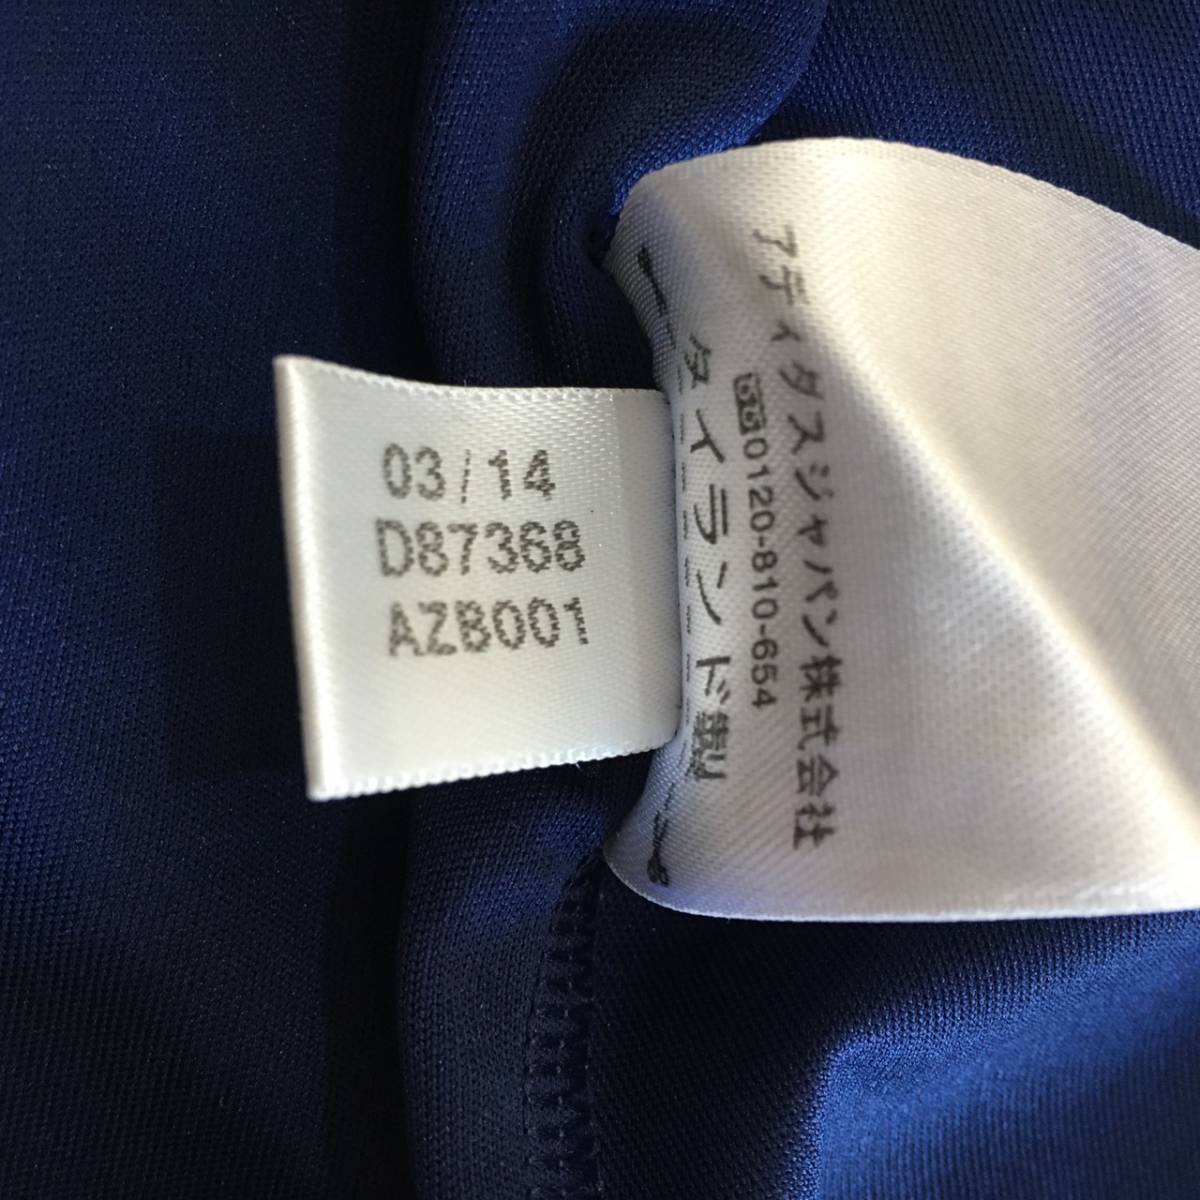 03/14
D87368
AZB001
アディダスジャパン株式会社
0120-810-654
タイランド製